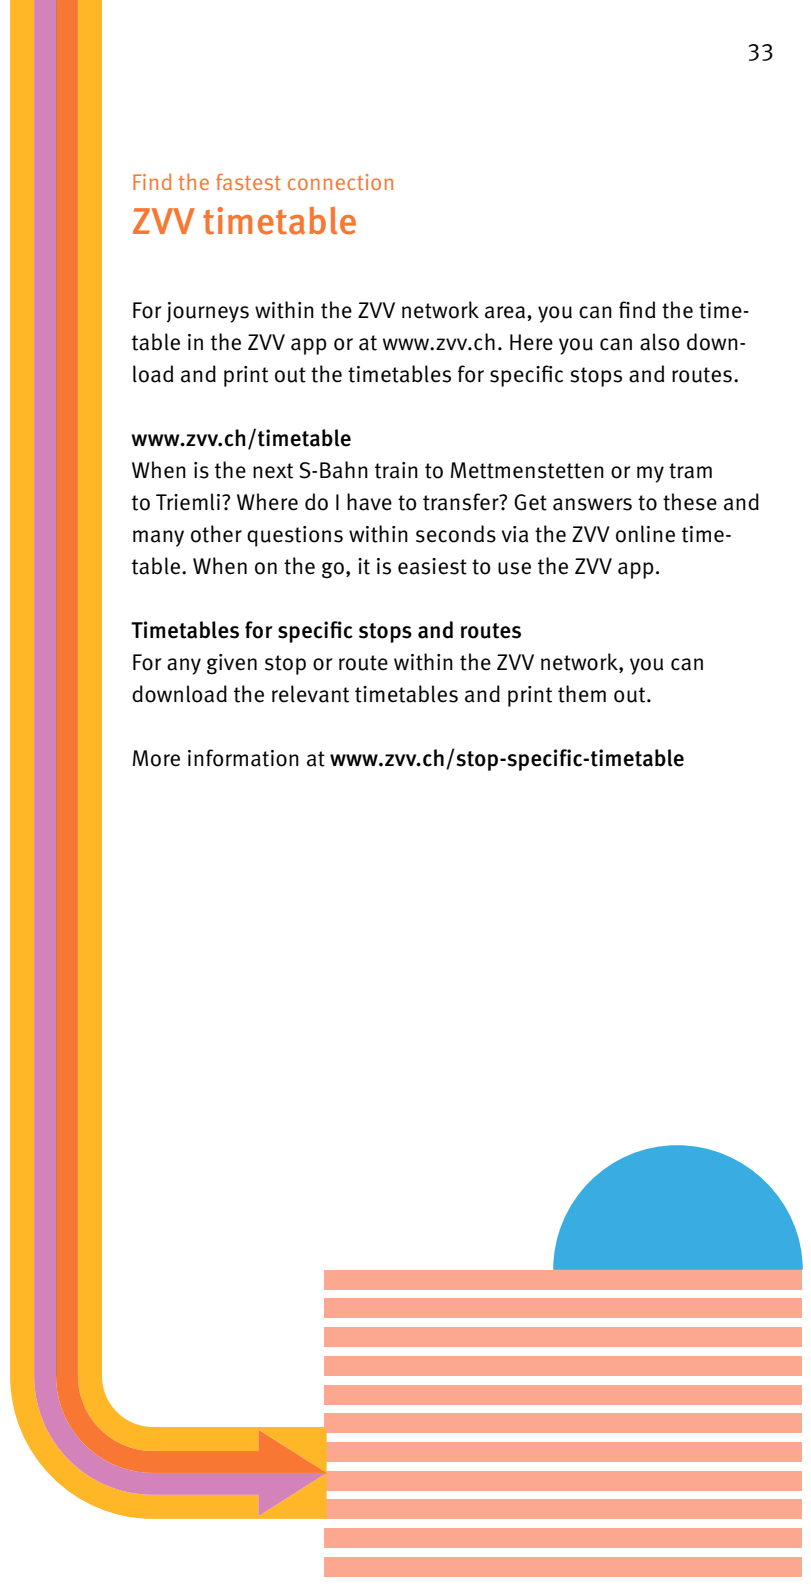 33
Find the fastest connection
ZVV timetable
For journeys within the ZVV network area, you can find the time-
table in the ZVV app or at www.zvv.ch. Here you can also down-
load and print out the timetables for specific stops and routes.
www.zvv.ch/timetable
When is the next S-Bahn train to Mettmenstetten or my tram
to Triemli? Where do I have to transfer? Get answers to these and
many other questions within seconds via the ZVV online time-
table. When on the go, it is easiest to use the ZVV app.
Timetables for specific stops and routes
For any given stop or route within the ZVV network, you can
download the relevant timetables and print them out.
More information at www.zvv.ch/stop-specific-timetable